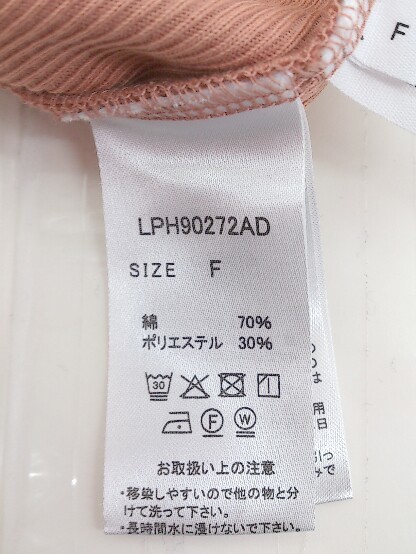 F
LPH90272AD
SIZE F
綿 70%
ポリエステル 30%
30
F W
お取扱い上の注意
・移染しやすいので他の物と分
けて洗って下さい。
・長時間水に漬けないで下さい。